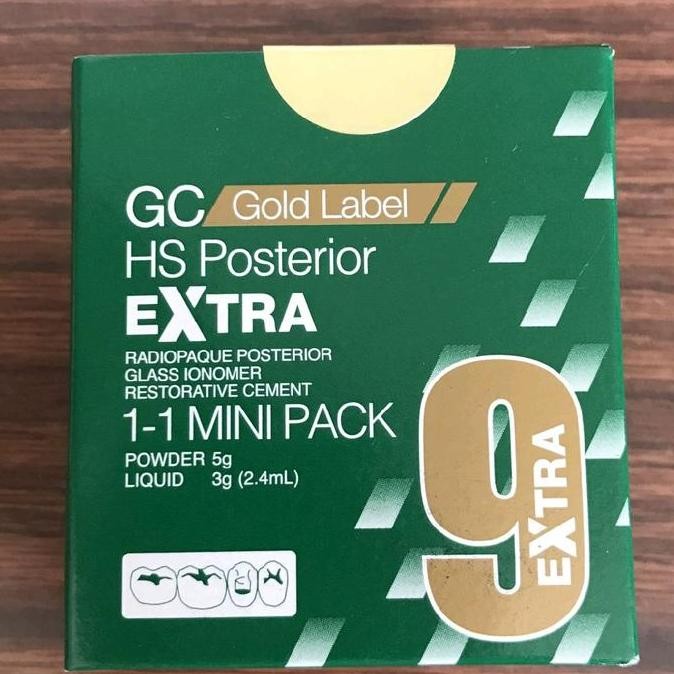 GC Gold Label
HS Posterior
EXTRA
RADIOPAQUE POSTERIOR
GLASS IONOMER
RESTORATIVE CEMENT
1-1 MINI PACK
POWDER 5g
LIQUID 3g (2.4mL)
9
EXTRA